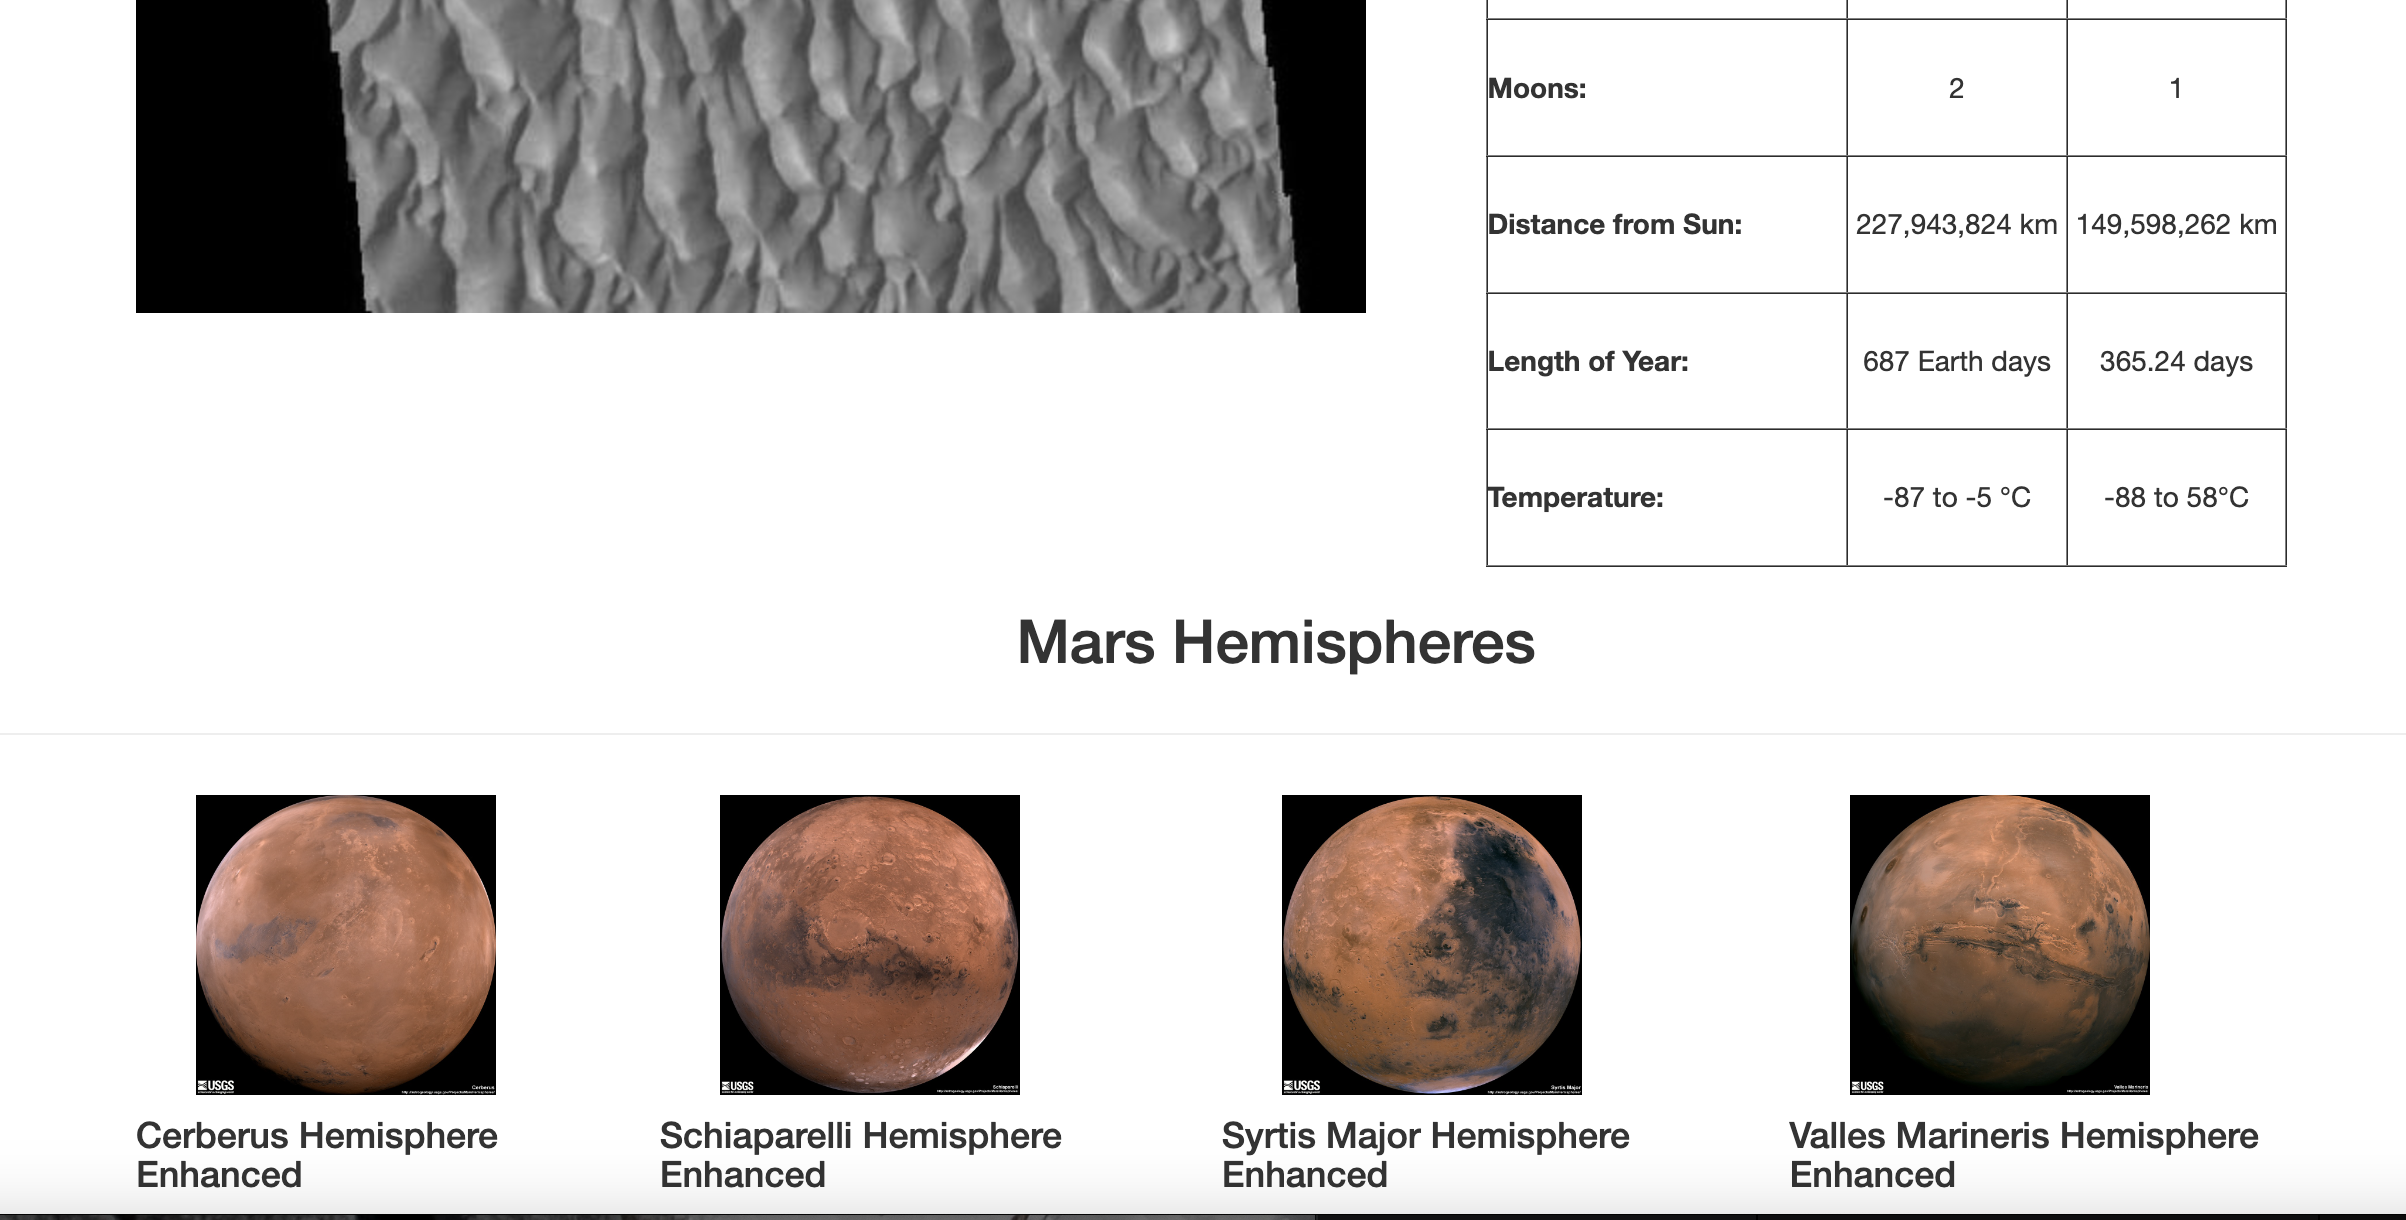 Moons: 2 1
Distance from Sun: 227,943,824 km 149,598,262 km
Length of Year: 687 Earth days 365.24 days
Temperature: -87 to -5 °C -88 to 58°C
Mars Hemispheres
USGS Cerberus
USGS Schiaparelli
USGS Syrtis Major
USGS Valles Marineris
Cerberus Hemisphere
Enhanced
Schiaparelli Hemisphere
Enhanced
Syrtis Major Hemisphere
Enhanced
Valles Marineris Hemisphere
Enhanced